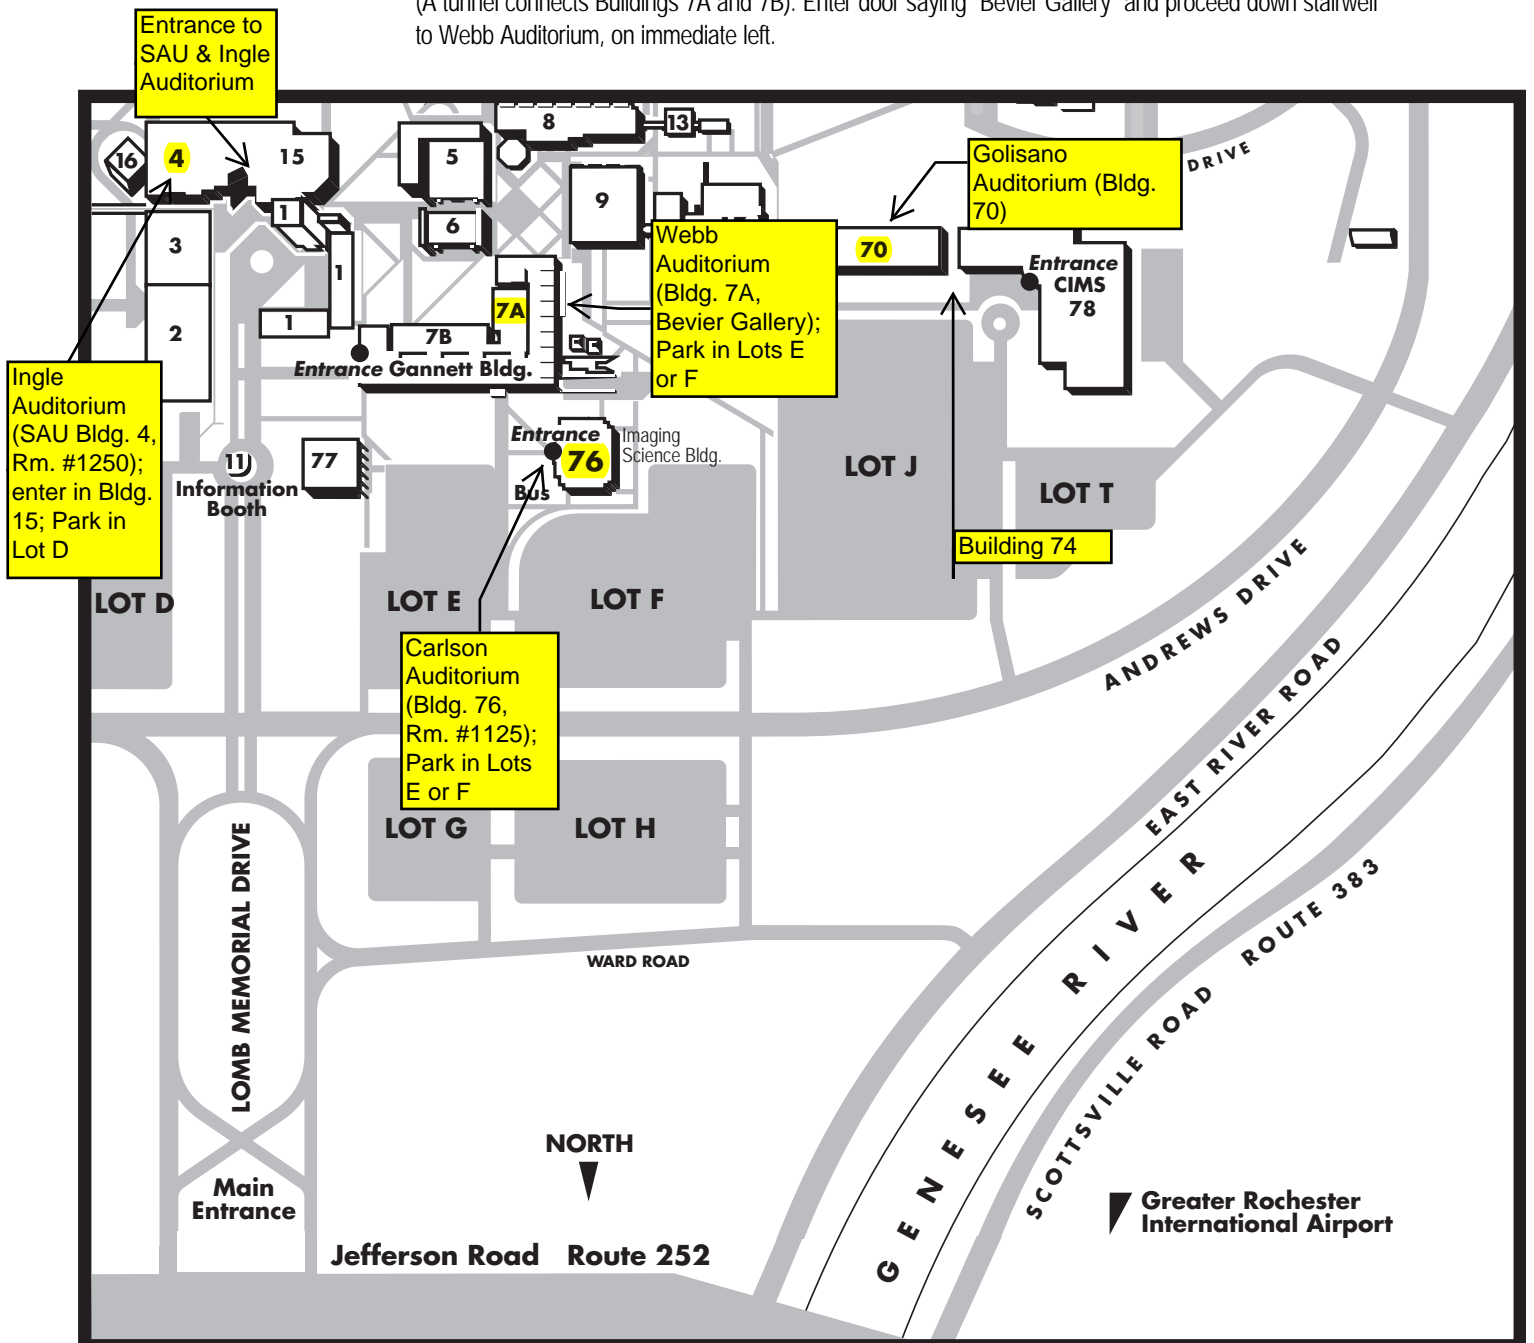 (A tunnel connects Buildings 7A and 7B). Enter door saying "Bevier Gallery" and proceed down stairwell
to Webb Auditorium, on immediate left.
Entrance to
SAU & Ingle
Auditorium
16
4
15
5
8
13
Golisano
Auditorium (Bldg.
70)
DRIVE
1
6
9
3
1
Webb
Auditorium
(Bldg. 7A,
Bevier Gallery);
Park in Lots E
or F
70
Entrance
CIMS
78
2
1
7A
7B
Entrance Gannett Bldg.
Ingle
Auditorium
(SAU Bldg. 4,
Rm. #1250);
enter in Bldg.
15; Park in
Lot D
11
Information
Booth
77
Entrance
76
Imaging
Science Bldg.
Bus
LOT J
LOT T
Building 74
LOT D
LOT E
LOT F
ANDREWS DRIVE
Carlson
Auditorium
(Bldg. 76,
Rm. #1125);
Park in Lots
E or F
EAST RIVER ROAD
LOT G
LOT H
LOMB MEMORIAL DRIVE
WARD ROAD
GENESEE RIVER
SCOTTSVILLE ROAD ROUTE 383
NORTH
Main
Entrance
Greater Rochester
International Airport
Jefferson Road Route 252